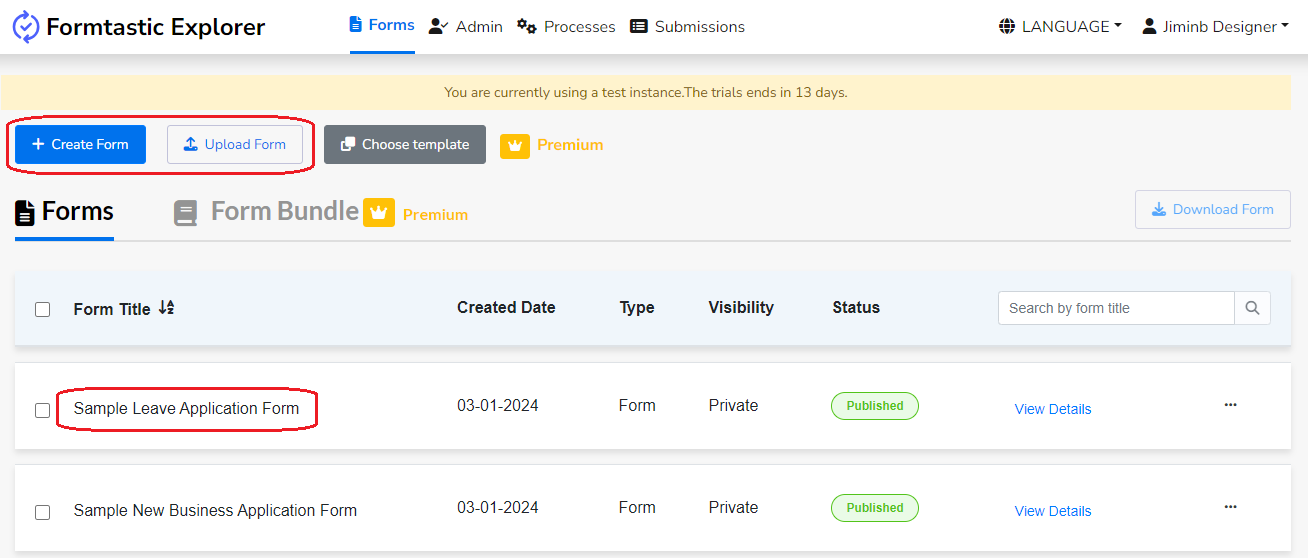 Formtastic Explorer Forms Admin Processes Submissions LANGUAGE Jiminb Designer
You are currently using a test instance.The trials ends in 13 days.
+ Create Form Upload Form Choose template Premium
Forms Form Bundle Premium Download Form
Form Title Created Date Type Visibility Status Search by form title
Sample Leave Application Form 03-01-2024 Form Private Published View Details ...
Sample New Business Application Form 03-01-2024 Form Private Published View Details ...